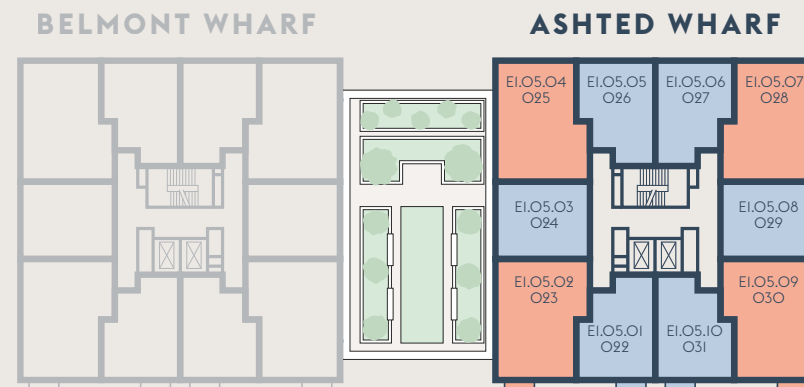 BELMONT WHARF
ASHTED WHARF
E1.05.04
025
E1.05.05
026
E1.05.06
027
E1.05.07
028
E1.05.03
024
E1.05.08
029
E1.05.02
023
E1.05.09
030
E1.05.01
022
E1.05.10
031